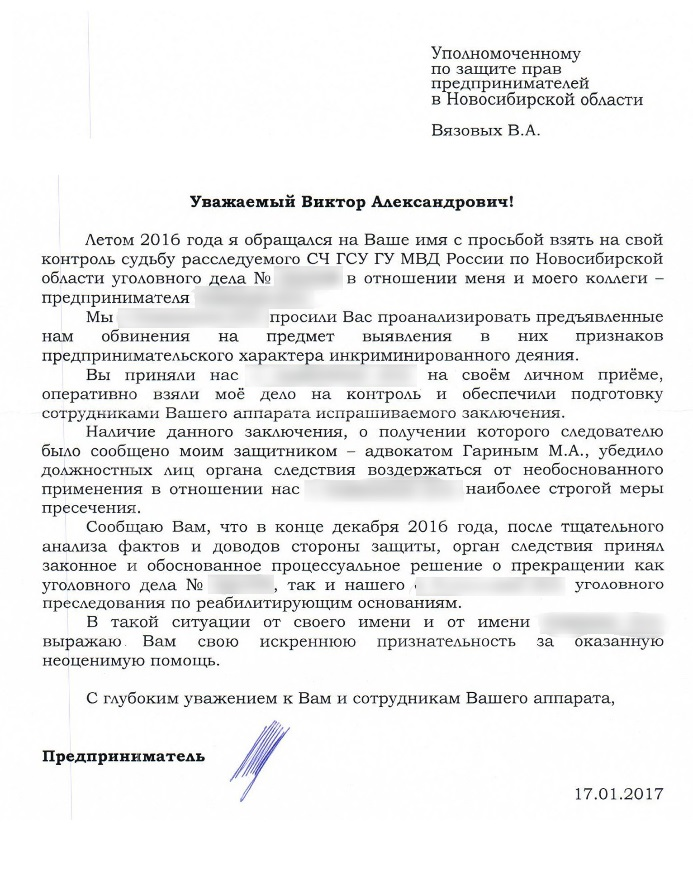 Уполномоченному
по защите прав
предпринимателей
в Новосибирской области
Вязовых В.А.
Уважаемый Виктор Александрович!
Летом 2016 года я обращался на Ваше имя с просьбой взять на свой
контроль судьбу расследуемого СЧ ГСУ ГУ МВД России по Новосибирской
области уголовного дела № в отношении меня и моего коллеги –
предпринимателя
Мы просили Вас проанализировать предъявленные
нам обвинения на предмет выявления в них признаков
предпринимательского характера инкриминированного деяния.
Вы приняли нас на своём личном приёме,
оперативно взяли моё дело на контроль и обеспечили подготовку
сотрудниками Вашего аппарата испрашиваемого заключения.
Наличие данного заключения, о получении которого следователю
было сообщено моим защитником – адвокатом Гариным М.А., убедило
должностных лиц органа следствия воздержаться от необоснованного
применения в отношении нас наиболее строгой меры
пресечения.
Сообщаю Вам, что в конце декабря 2016 года, после тщательного
анализа фактов и доводов стороны защиты, орган следствия принял
законное и обоснованное процессуальное решение о прекращении как
уголовного дела № , так и нашего уголовного
преследования по реабилитирующим основаниям.
В такой ситуации от своего имени и от имени
выражаю Вам свою искреннюю признательность за оказанную
неоценимую помощь.
С глубоким уважением к Вам и сотрудникам Вашего аппарата,
Предприниматель
17.01.2017